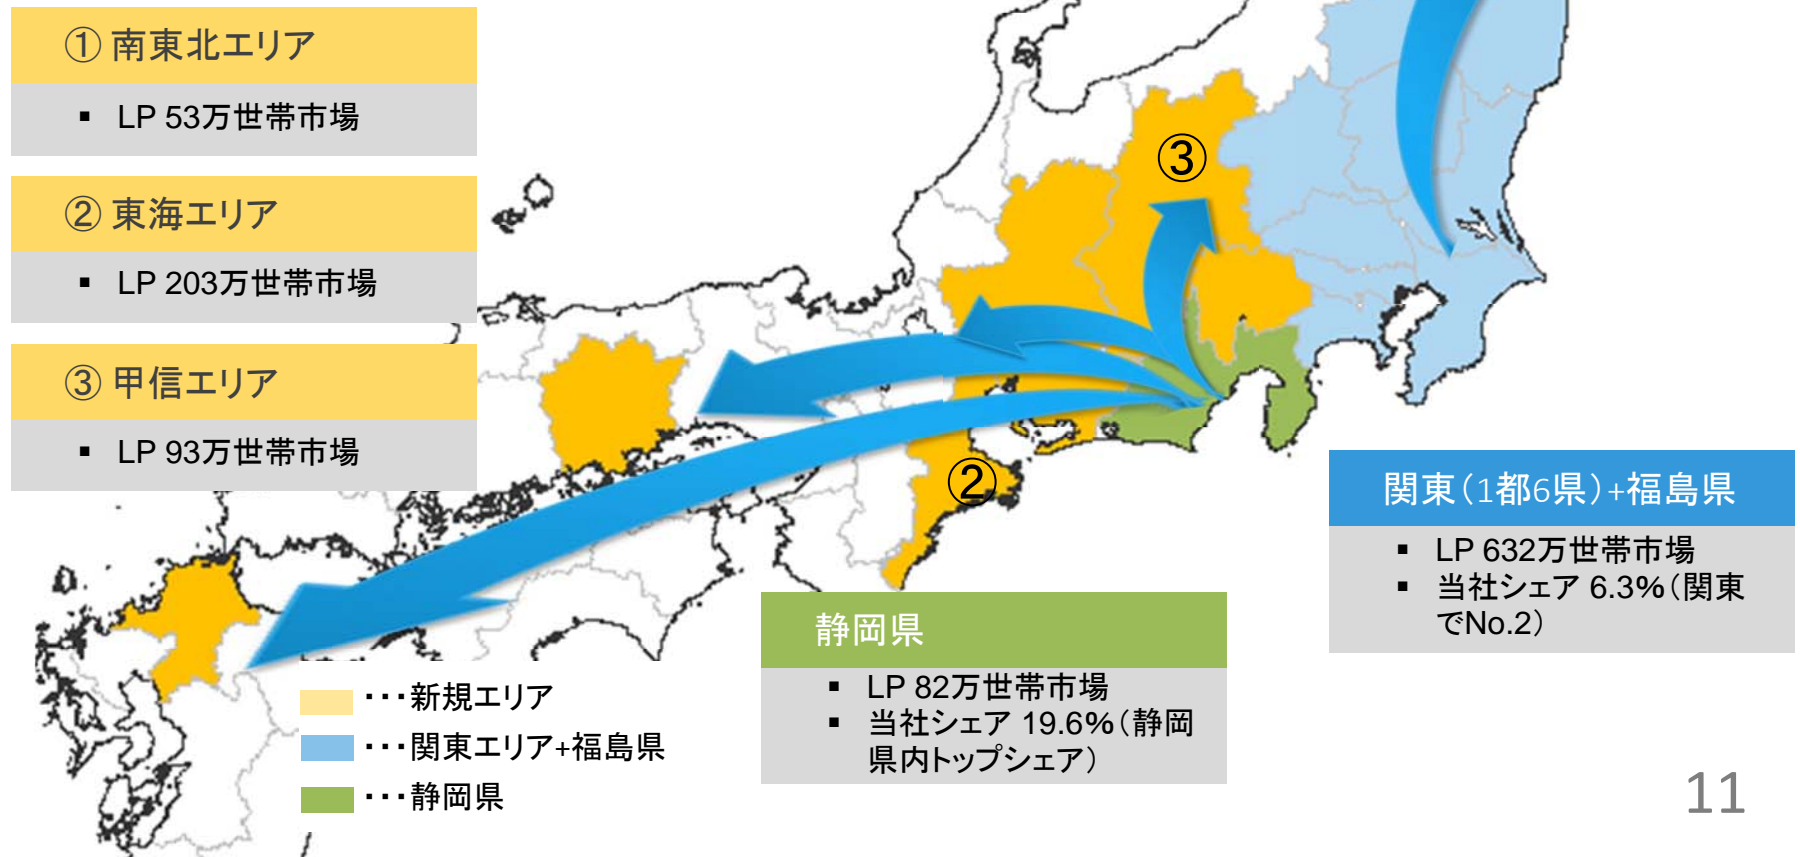 ① 南東北エリア
▪ LP 53万世帯市場
② 東海エリア
▪ LP 203万世帯市場
③ 甲信エリア
▪ LP 93万世帯市場
③
②
関東（1都6県）+福島県
▪ LP 632万世帯市場
▪ 当社シェア 6.3%（関東
でNo.2）
静岡県
▪ LP 82万世帯市場
▪ 当社シェア 19.6%（静岡
県内トップシェア）
･･･新規エリア
･･･関東エリア+福島県
･･･静岡県
11